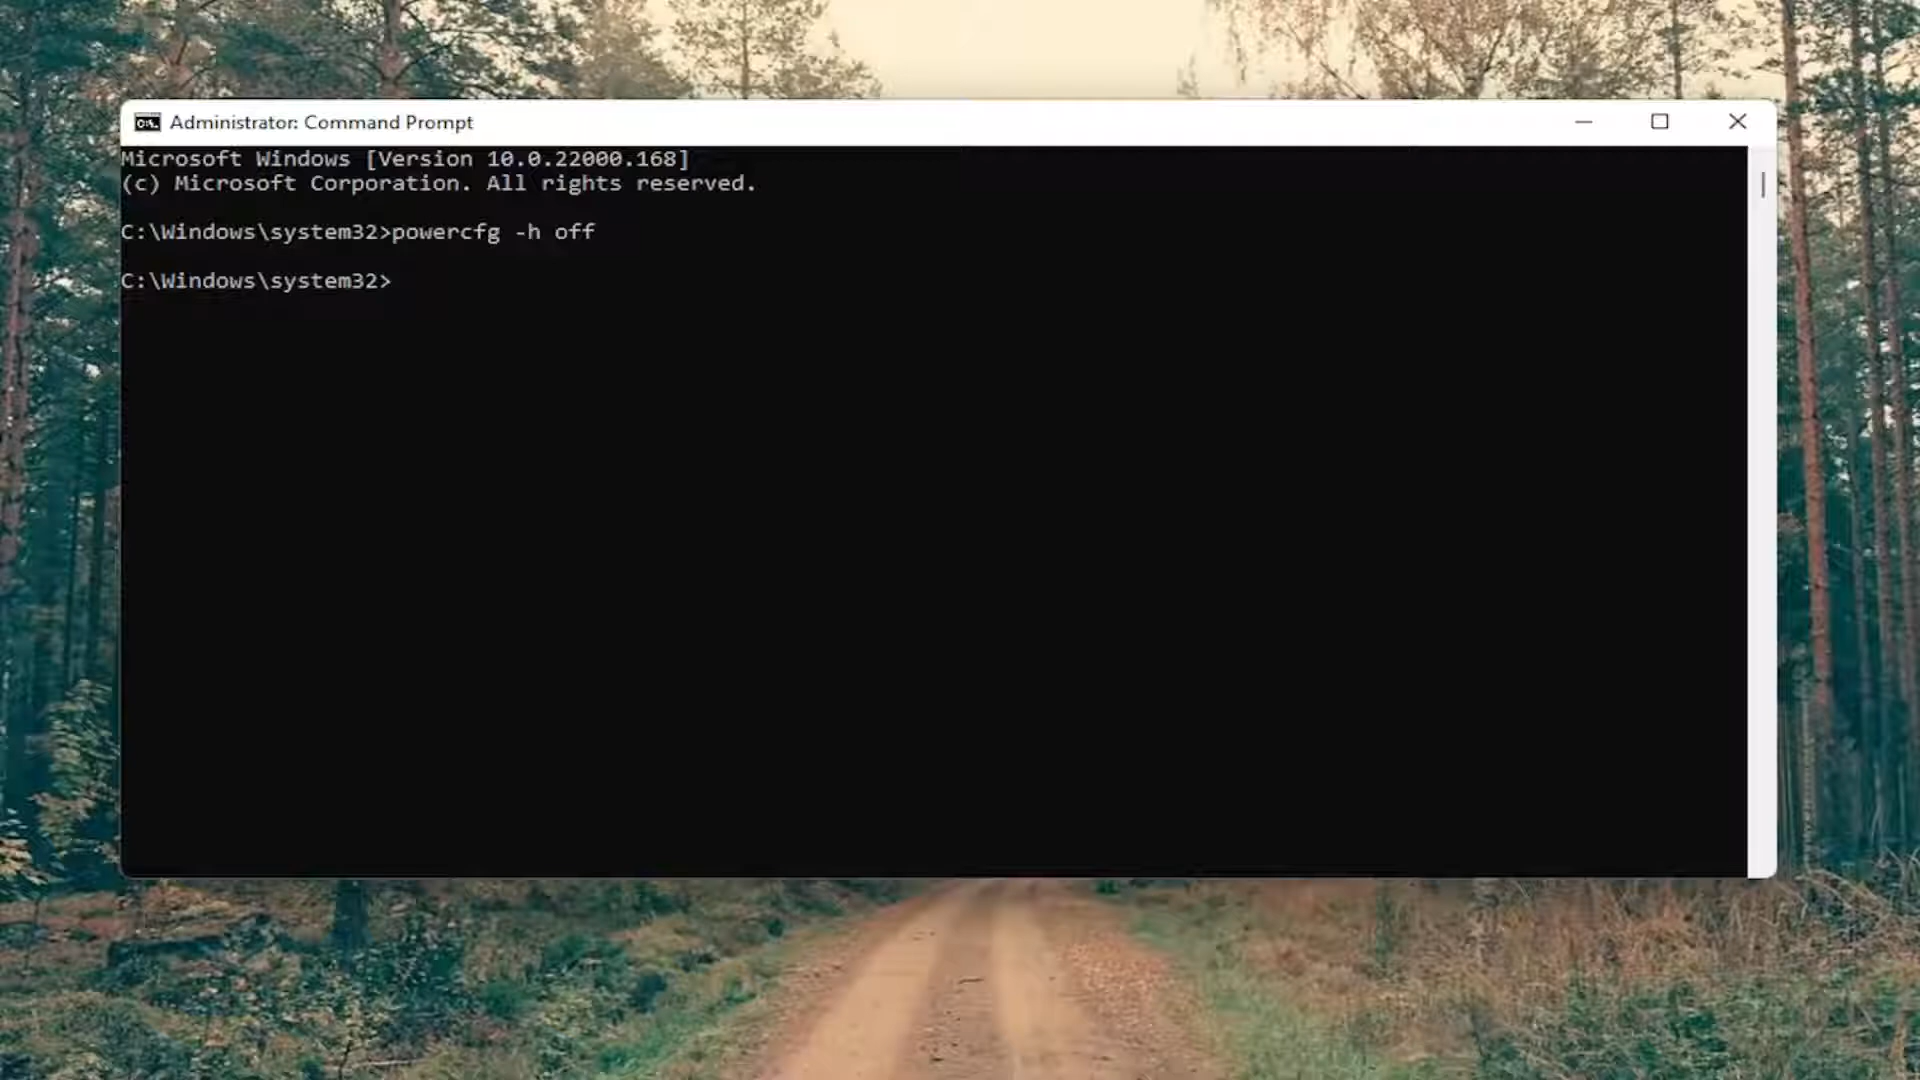 Administrator: Command Prompt
Microsoft Windows [Version 10.0.22000.168]
(c) Microsoft Corporation. All rights reserved.
C:\Windows\system32>powercfg -h off
C:\Windows\system32>